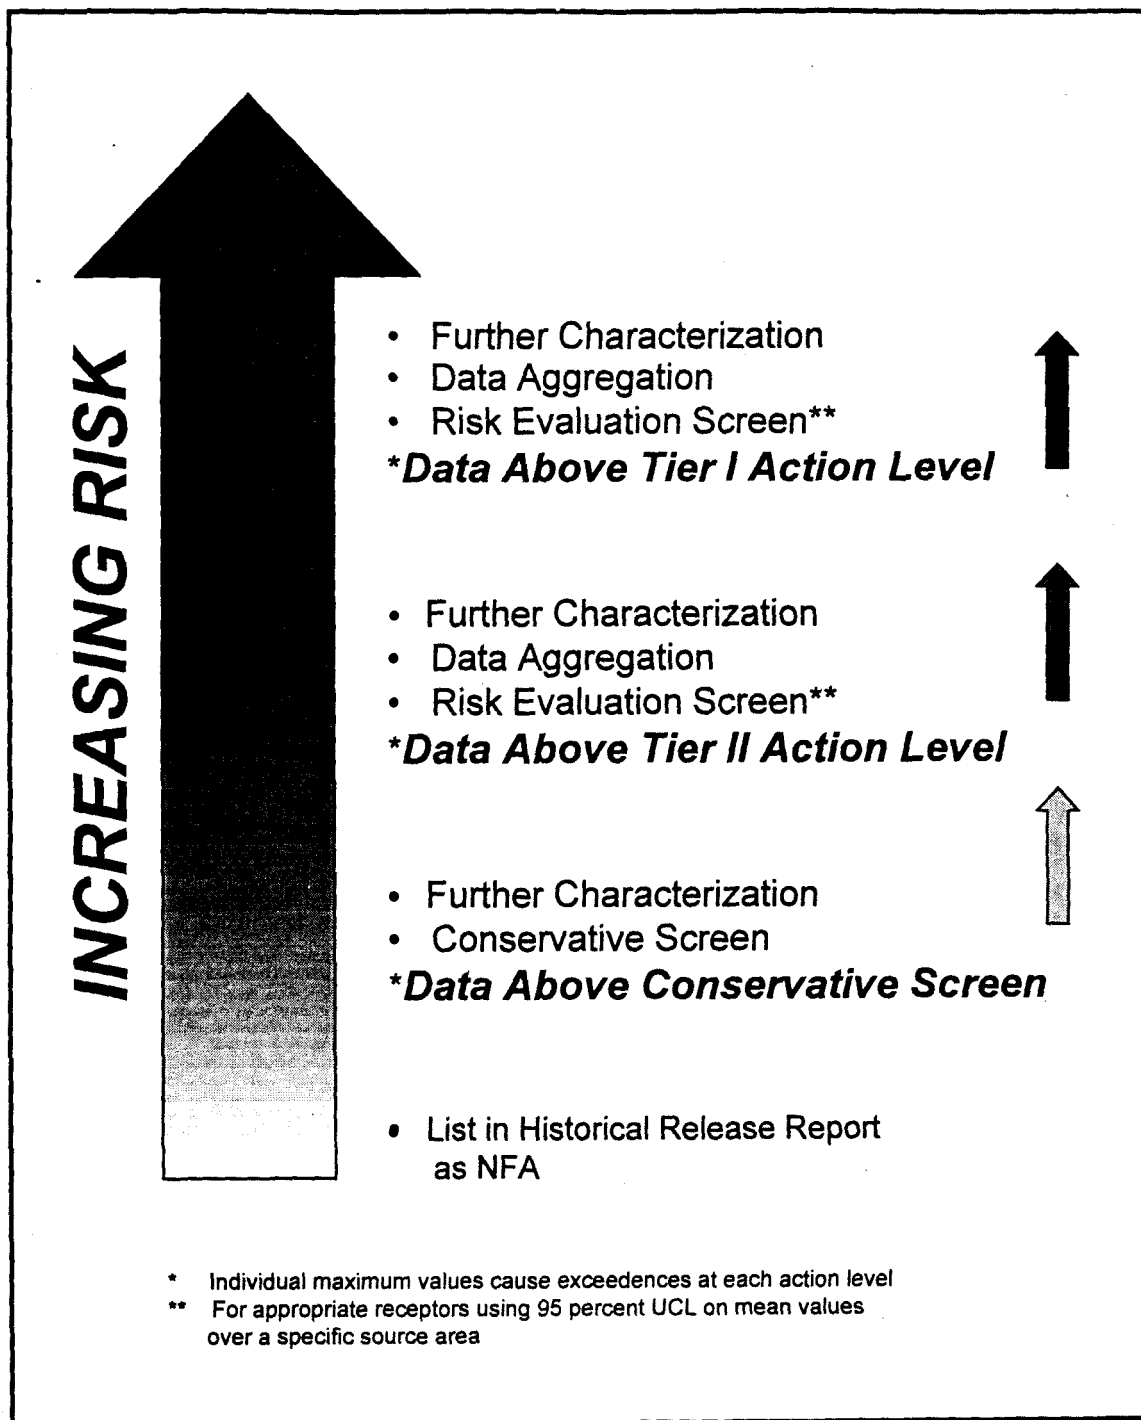 INCREASING RISK
• Further Characterization
• Data Aggregation
• Risk Evaluation Screen**
*Data Above Tier I Action Level
• Further Characterization
• Data Aggregation
• Risk Evaluation Screen**
*Data Above Tier II Action Level
• Further Characterization
• Conservative Screen
*Data Above Conservative Screen
• List in Historical Release Report
as NFA
* Individual maximum values cause exceedences at each action level
** For appropriate receptors using 95 percent UCL on mean values
over a specific source area